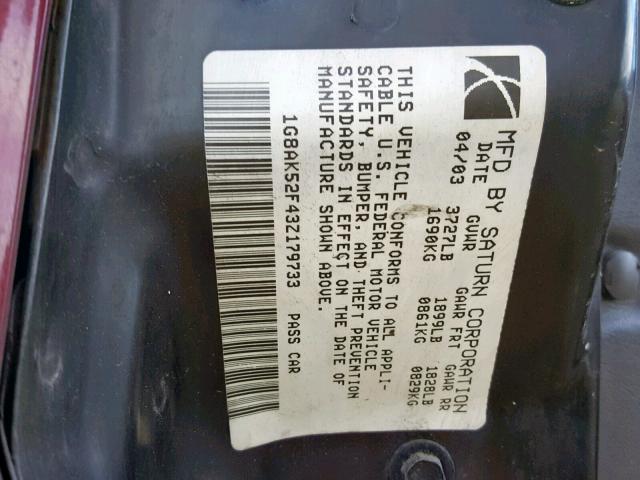 MFD BY SATURN CORPORATION
DATE GVWR GAWR FRT GAWR RR
04/03 3727LB 1899LB 1828LB
1690KG 0861KG 0829KG
THIS VEHICLE CONFORMS TO ALL APPLI-
CABLE U.S. FEDERAL MOTOR VEHICLE
SAFETY, BUMPER, AND THEFT PREVENTION
STANDARDS IN EFFECT ON THE DATE OF
MANUFACTURE SHOWN ABOVE.
1G8AK52F43Z179733 PASS CAR